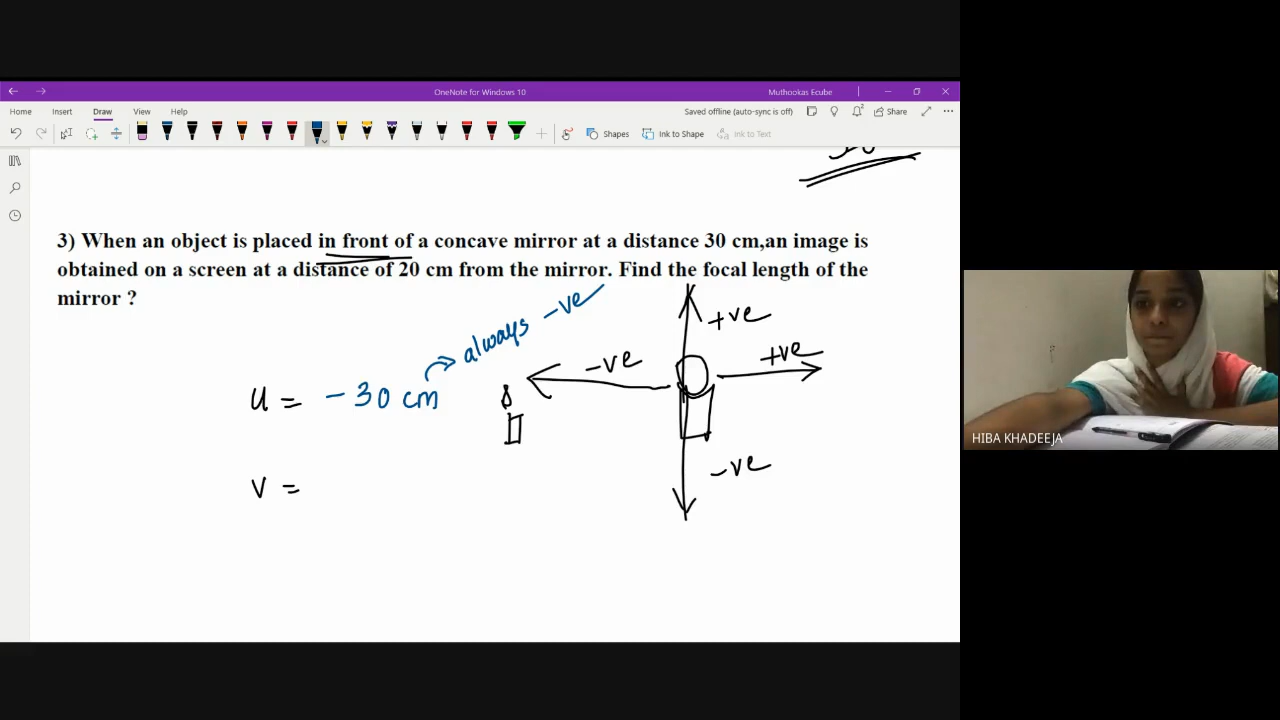 OneNote for Windows 10
Muthookas Ecube
Home Insert Draw View Help
Saved offline (auto-sync is off)
Share
Shapes
Ink to Shape
Ink to Text
3) When an object is placed in front of a concave mirror at a distance 30 cm,an image is
obtained on a screen at a distance of 20 cm from the mirror. Find the focal length of the
mirror ?
always -ve
+ve
-ve
+ve
u = -30 cm
-ve
v =
HIBA KHADEEJA